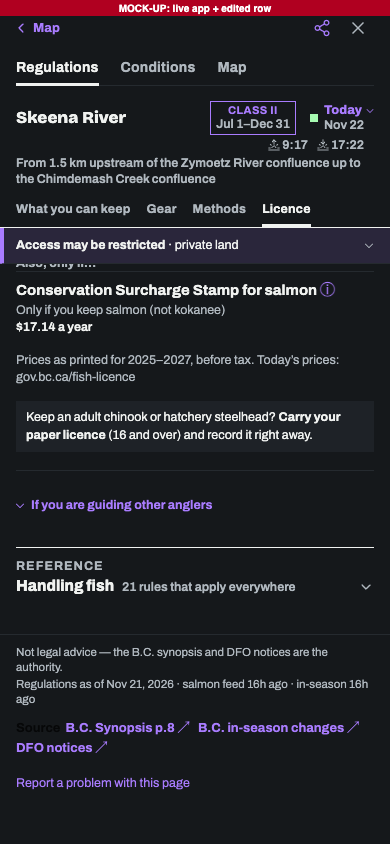 MOCK-UP: live app + edited row
Map
Regulations Conditions Map
Skeena River
CLASS II
Jul 1–Dec 31
Today
Nov 22
9:17 17:22
From 1.5 km upstream of the Zymoetz River confluence up to
the Chimdemash Creek confluence
What you can keep Gear Methods Licence
Access may be restricted · private land
Also, only if...
Conservation Surcharge Stamp for salmon
Only if you keep salmon (not kokanee)
$17.14 a year
Prices as printed for 2025–2027, before tax. Today's prices:
gov.bc.ca/fish-licence
Keep an adult chinook or hatchery steelhead? Carry your
paper licence (16 and over) and record it right away.
If you are guiding other anglers
REFERENCE
Handling fish 21 rules that apply everywhere
Not legal advice — the B.C. synopsis and DFO notices are the
authority.
Regulations as of Nov 21, 2026 · salmon feed 16h ago · in-season 16h
ago
Source B.C. Synopsis p.8 ↗ B.C. in-season changes ↗
DFO notices ↗
Report a problem with this page